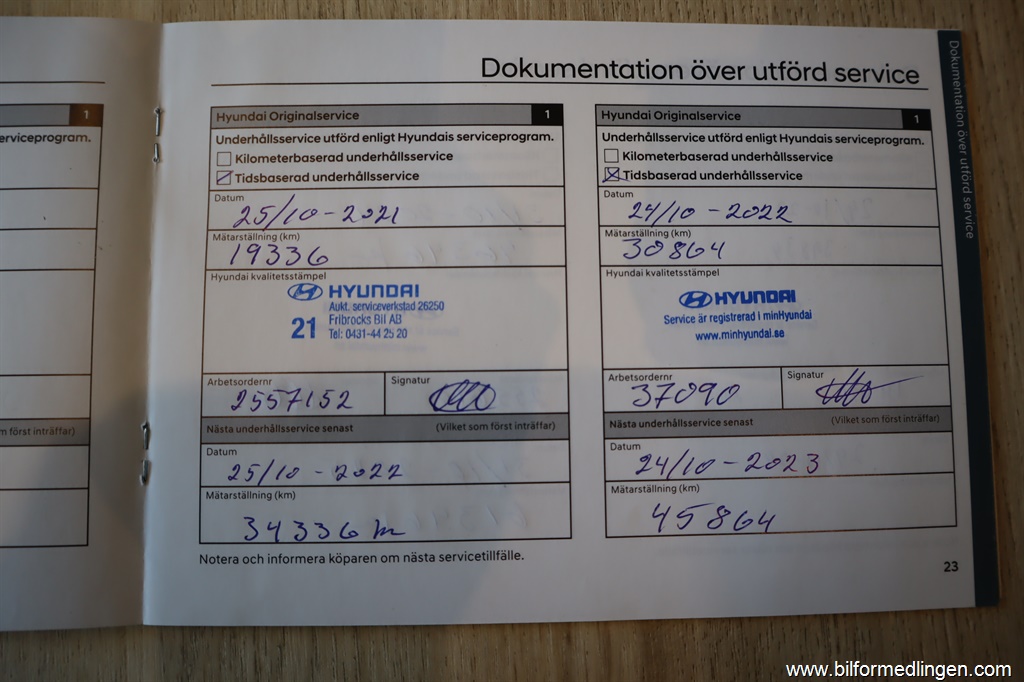 1
erviceprogram.
m först inträffar)
Dokumentation över utförd service
Hyundai Originalservice 1
Underhållsservice utförd enligt Hyundais serviceprogram.
Kilometerbaserad underhållsservice
Tidsbaserad underhållsservice
Datum
25/10-2021
Mätarställning (km)
19336
Hyundai kvalitetsstämpel
HYUNDAI
Aukt. serviceverkstad 26250
21 Fribrocks Bil AB
Tel: 0431-44 25 20
Arbetsordernr Signatur
2557152
Nästa underhållsservice senast (Vilket som först inträffar)
Datum
25/10-2022
Mätarställning (km)
34336
Notera och informera köparen om nästa servicetillfälle.
Hyundai Originalservice 1
Underhållsservice utförd enligt Hyundais serviceprogram.
Kilometerbaserad underhållsservice
Tidsbaserad underhållsservice
Datum
24/10-2022
Mätarställning (km)
30864
Hyundai kvalitetsstämpel
HYUNDAI
Service är registrerad i minHyundai
www.minhyundai.se
Arbetsordernr Signatur
37090
Nästa underhållsservice senast (Vilket som först inträffar)
Datum
24/10-2023
Mätarställning (km)
45864
23
Dokumentation över utförd service
www.bilformedlingen.com